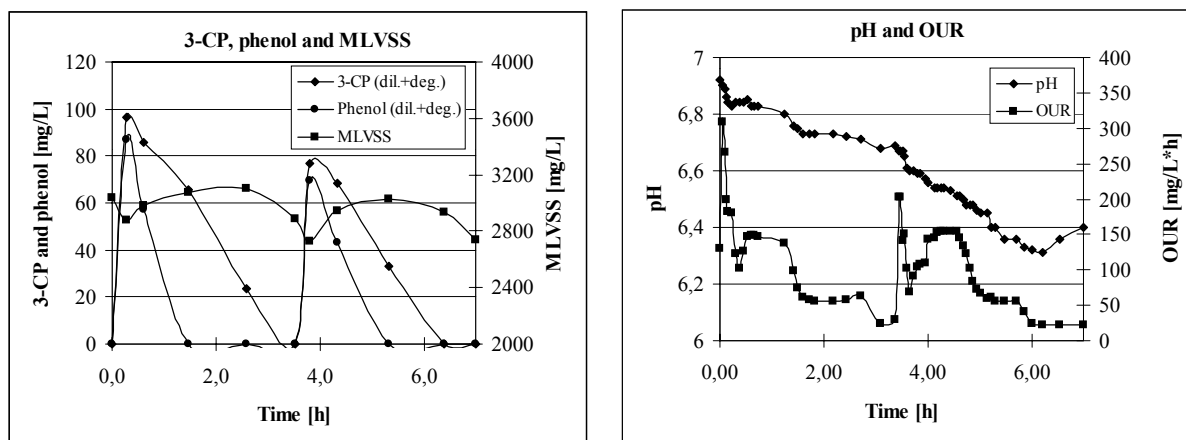 3-CP, phenol and MLVSS
3-CP and phenol [mg/L]
120
100
80
60
40
20
0
4000
3600
3200
2800
2400
2000
MLVSS [mg/L]
3-CP (dil.+deg.)
Phenol (dil.+deg.)
MLVSS
0,0
2,0
4,0
6,0
Time [h]
pH and OUR
pH
7
6,8
6,6
6,4
6,2
6
400
350
300
250
200
150
100
50
0
OUR [mg/L*h]
pH
OUR
0,00
2,00
4,00
6,00
Time [h]